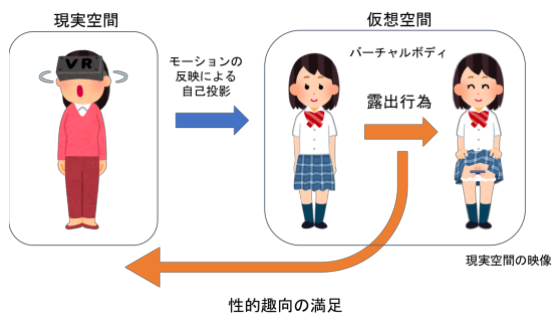 現実空間
仮想空間
VR
モーションの
反映による
自己投影
バーチャルボディ
露出行為
現実空間の映像
性的趣向の満足